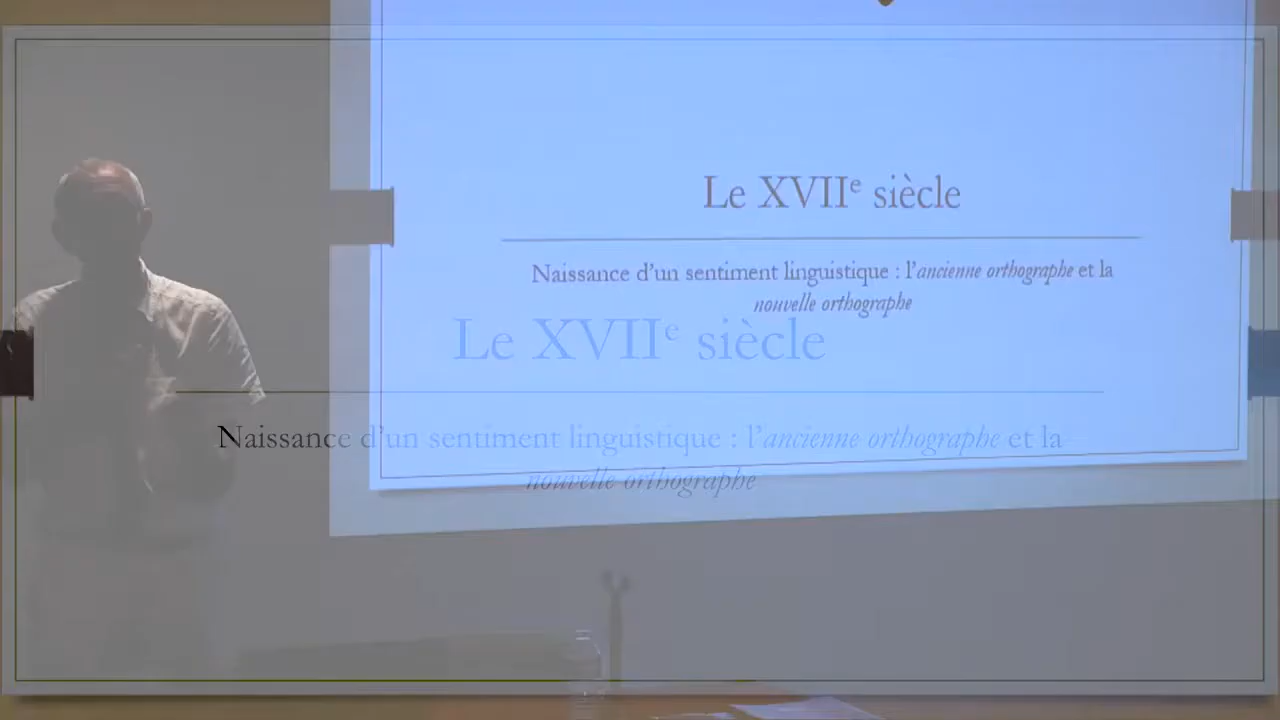 Le XVIIe siècle
Naissance d'un sentiment linguistique : l'ancienne orthographe et la
nouvelle orthographe
Le XVIIe siècle
Naissance d'un sentiment linguistique : l'ancienne orthographe et la
nouvelle orthographe